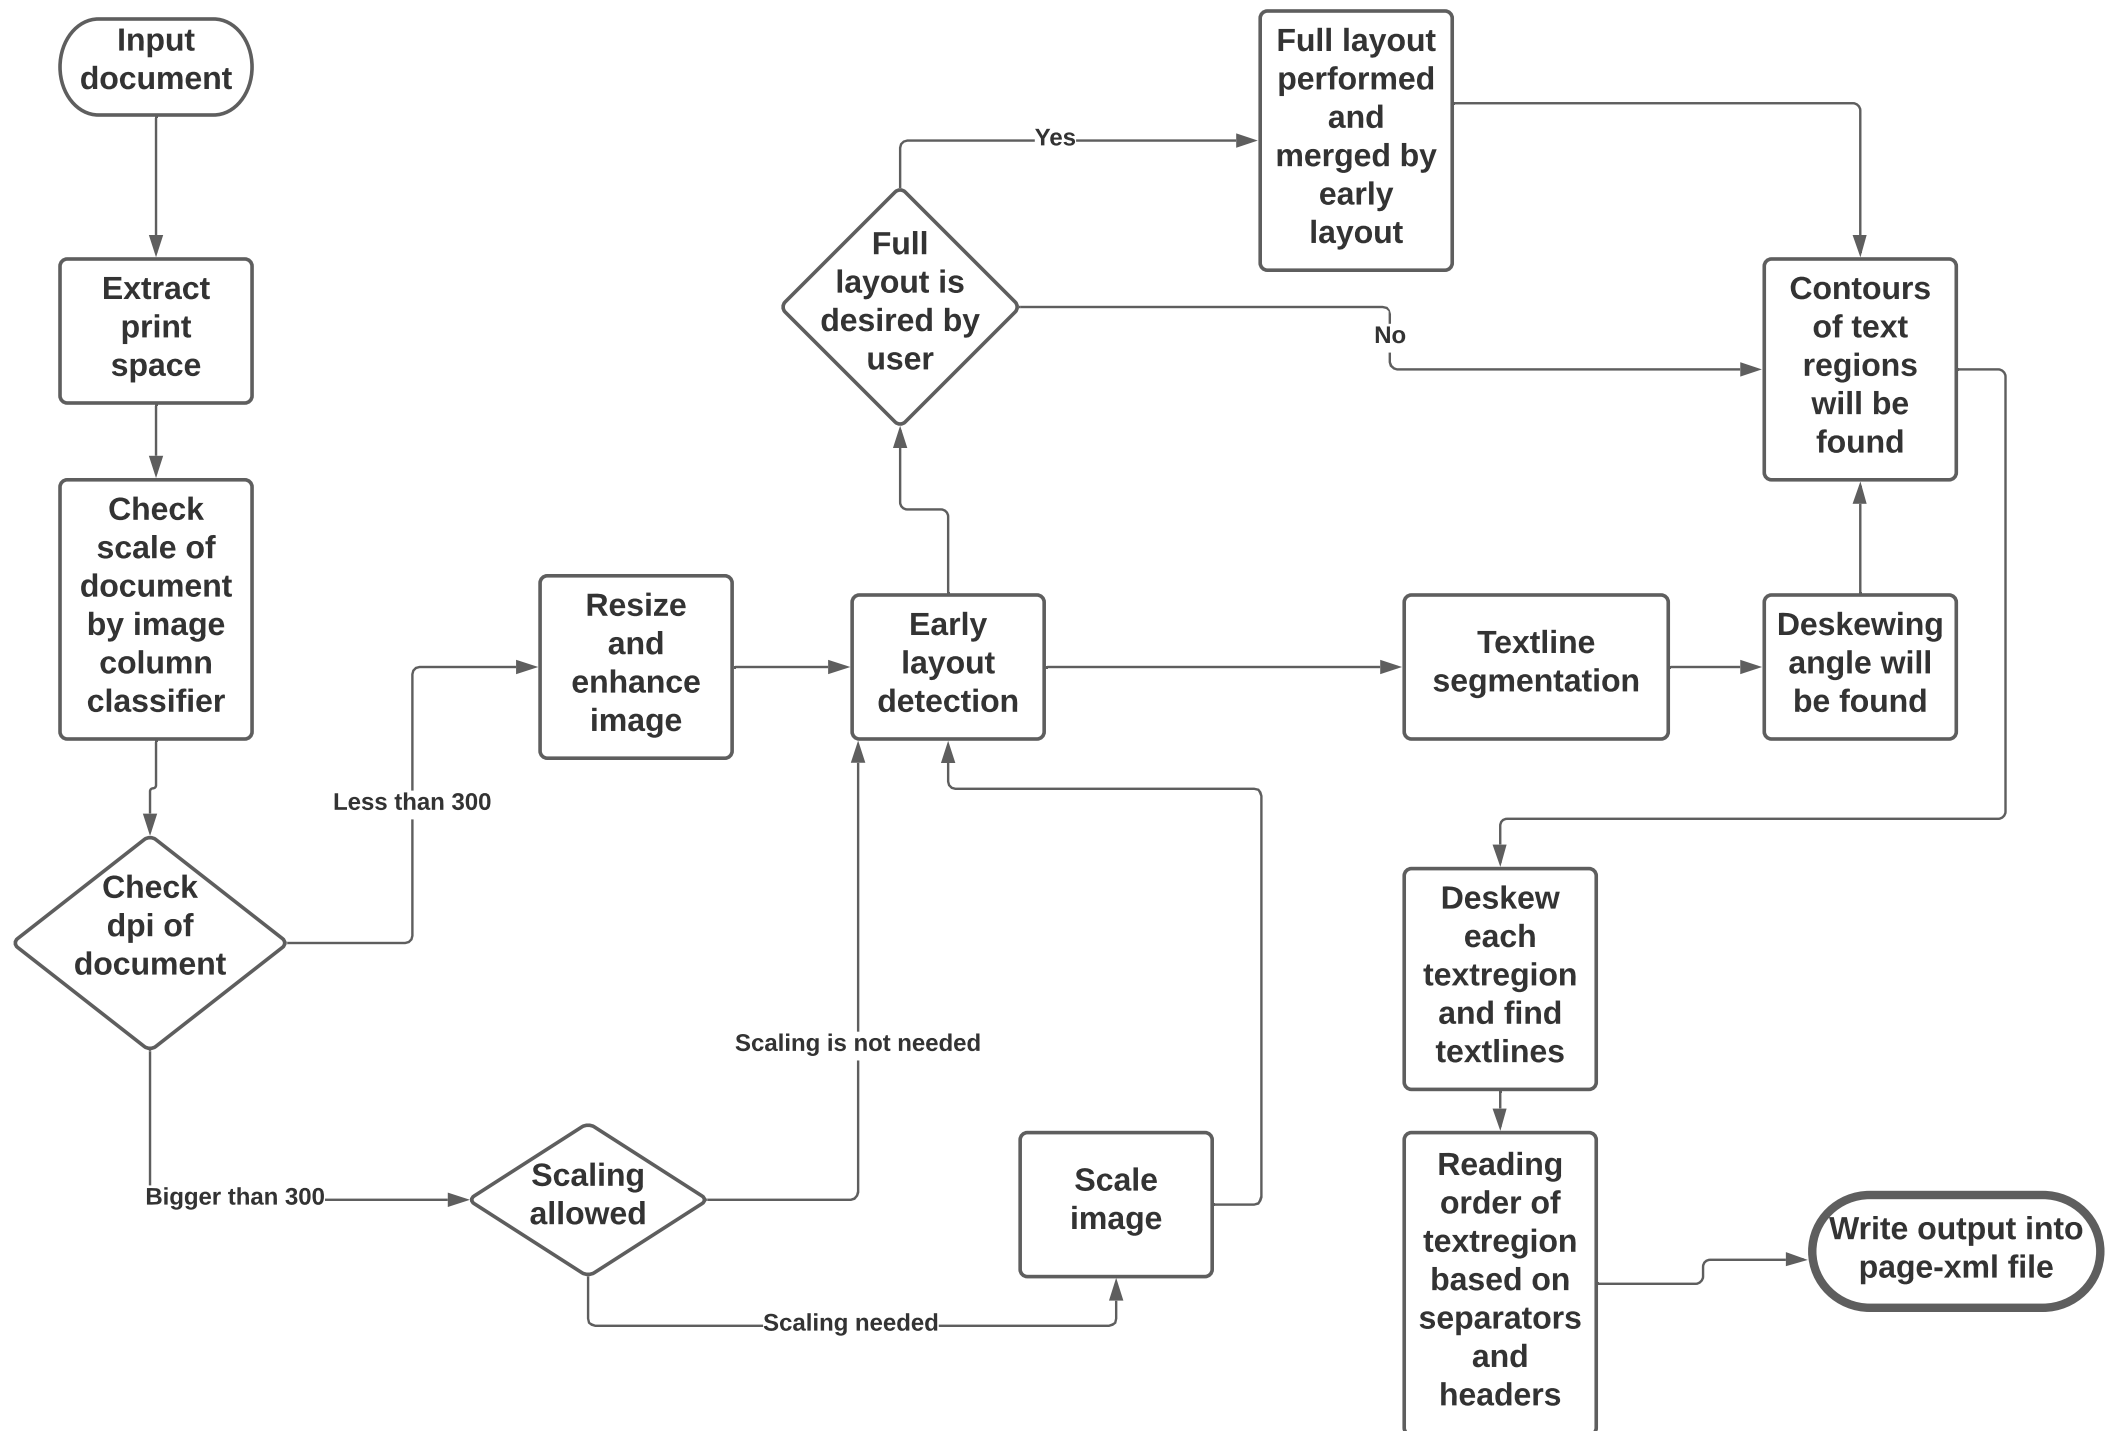 Input
document
Extract
print
space
Check
scale of
document
by image
column
classifier
Check
dpi of
document
Less than 300
Bigger than 300
Resize
and
enhance
image
Scaling
allowed
Scaling is not needed
Scaling needed
Scale
image
Early
layout
detection
Full
layout is
desired by
user
Yes
No
Full layout
performed
and
merged by
early
layout
Textline
segmentation
Deskewing
angle will
be found
Contours
of text
regions
will be
found
Deskew
each
textregion
and find
textlines
Reading
order of
textregion
based on
separators
and
headers
Write output into
page-xml file